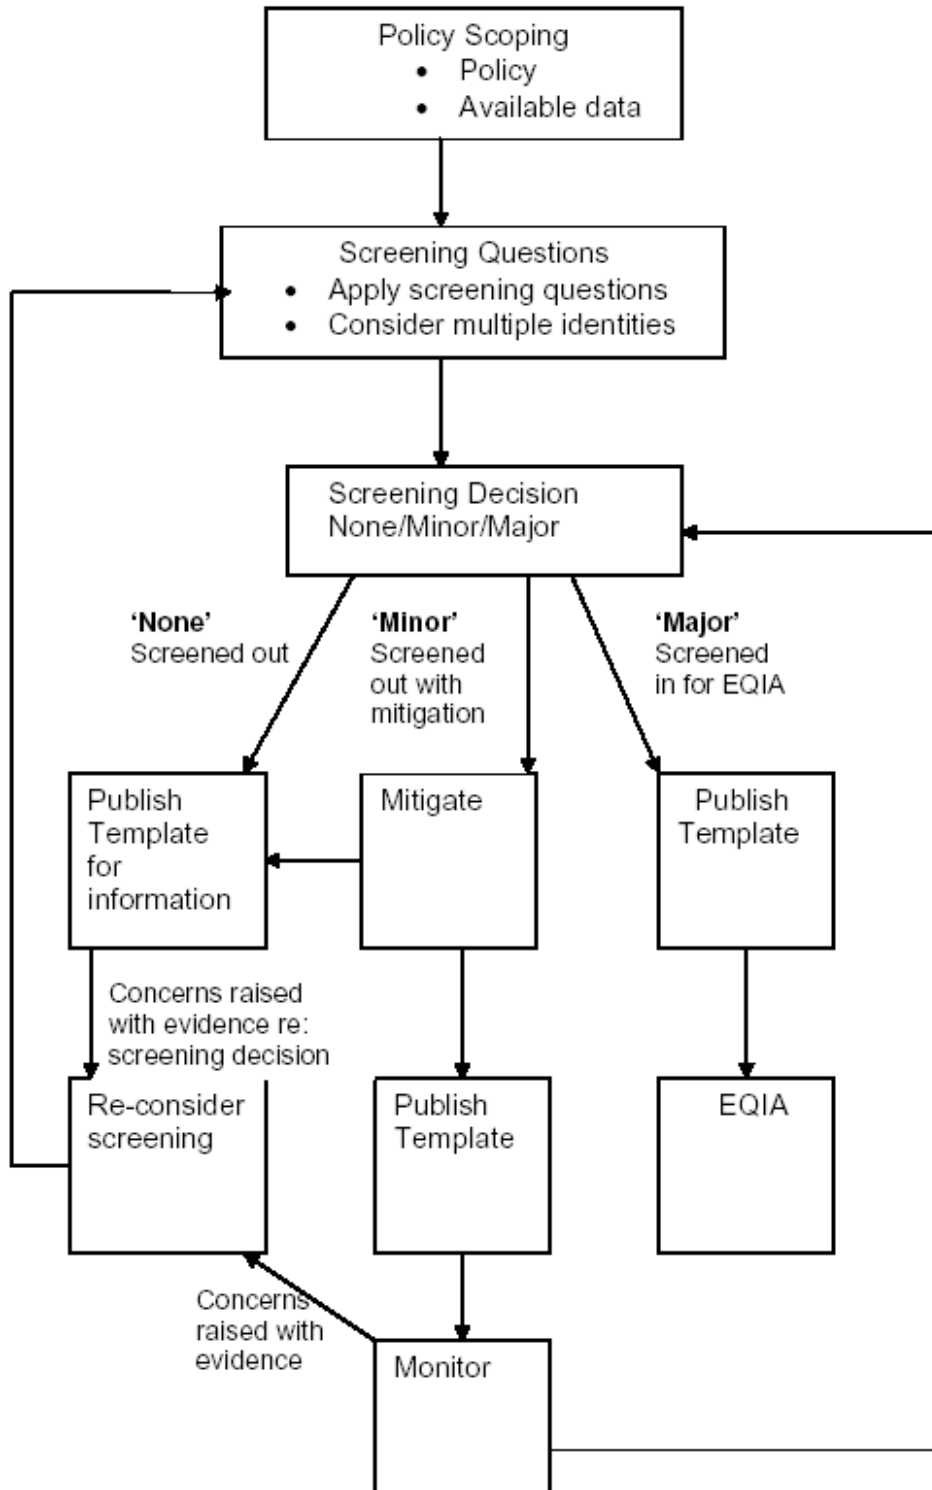 Policy Scoping
• Policy
• Available data
Screening Questions
• Apply screening questions
• Consider multiple identities
Screening Decision
None/Minor/Major
‘None’
Screened out
‘Minor’
Screened
out with
mitigation
‘Major’
Screened
in for EQIA
Publish
Template
for
information
Mitigate
Publish
Template
Concerns raised
with evidence re:
screening decision
Re-consider
screening
Publish
Template
EQIA
Concerns
raised with
evidence
Monitor